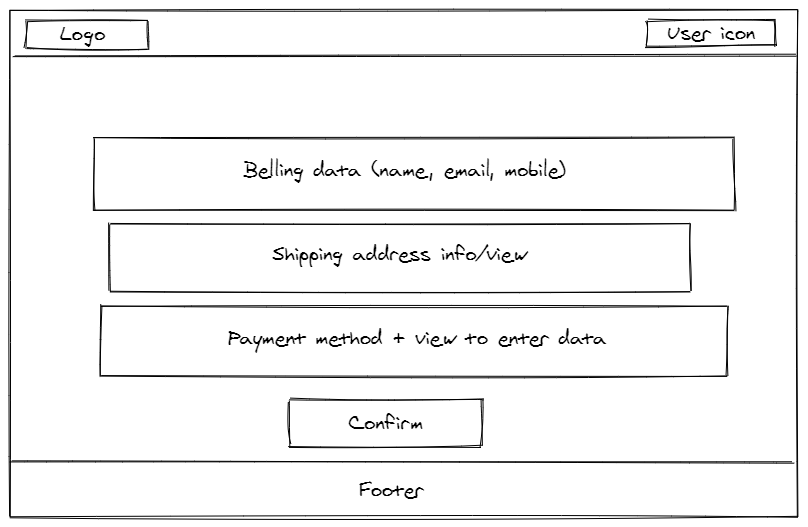 Logo
User icon
Belling data (name, email, mobile)
Shipping address info/view
Payment method + view to enter data
Confirm
Footer